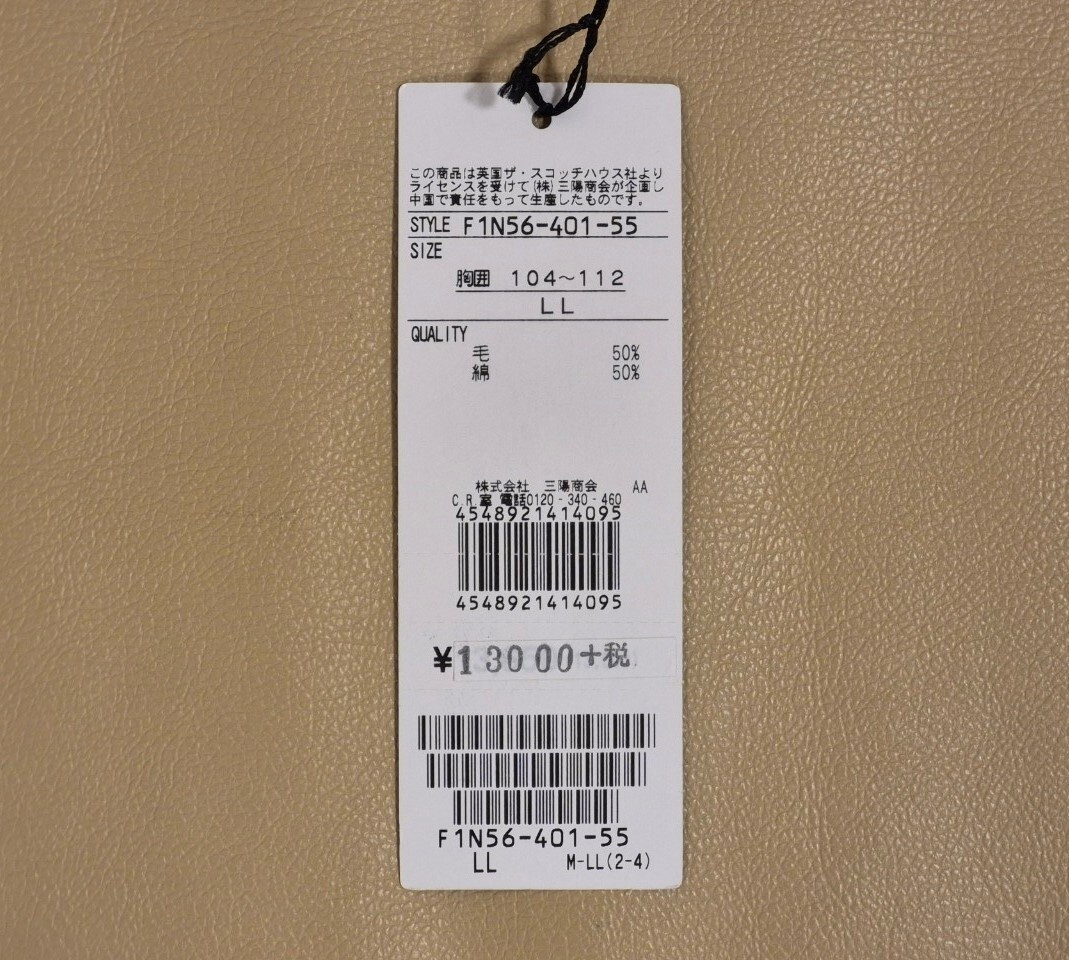 この商品は英国ザ・スコッチハウス社より
ライセンスを受けて(株)三陽商会が企画し
中国で責任をもって生産したものです。
STYLE F1N56-401-55
SIZE
胸囲 104〜112
LL
QUALITY
毛 50%
綿 50%
株式会社 三陽商会 AA
C.R.室 電話0120-340-460
4548921414095
4548921414095
¥13000+税
F1N56-401-55
LL M-LL(2-4)